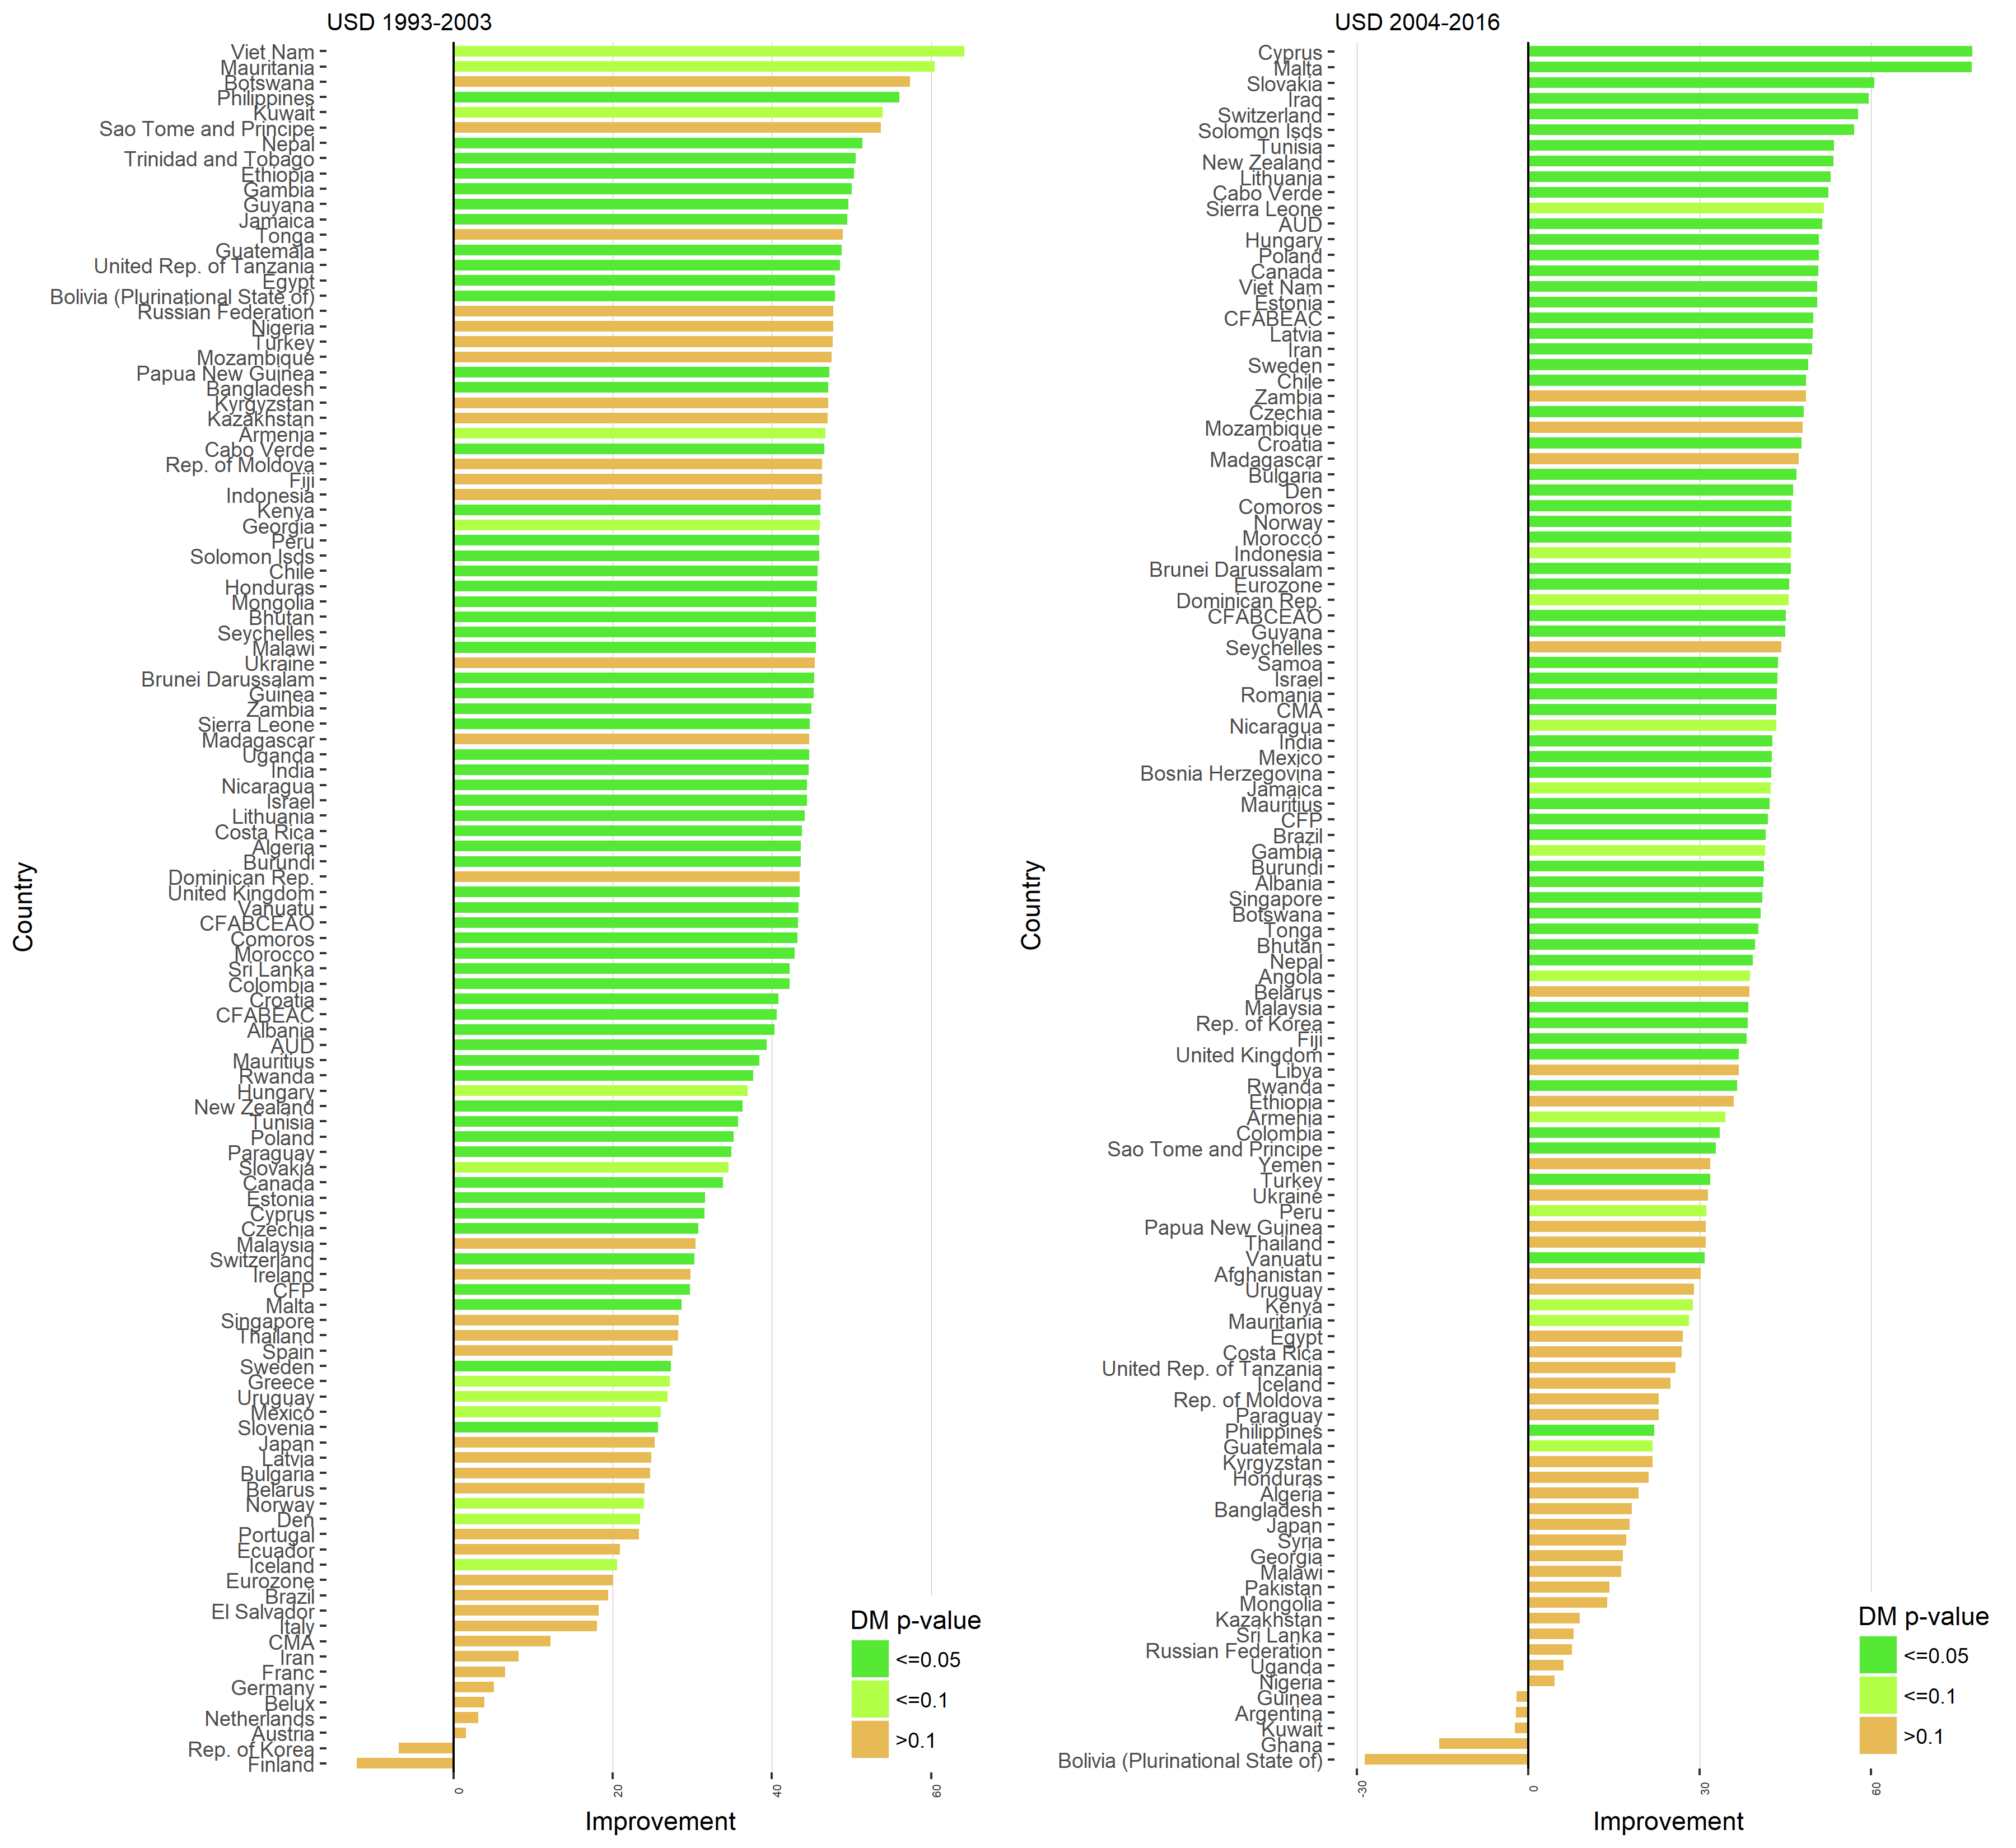 USD 1993-2003
Viet Nam
Mauritania
Botswana
Philippines
Kuwait
Sao Tome and Principe
Nepal
Trinidad and Tobago
Ethiopia
Gambia
Guyana
Jamaica
Tonga
Guatemala
United Rep. of Tanzania
Egypt
Bolivia (Plurinational State of)
Russian Federation
Nigeria
Turkey
Mozambique
Papua New Guinea
Bangladesh
Kyrgyzstan
Kazakhstan
Armenia
Cabo Verde
Rep. of Moldova
Fiji
Indonesia
Kenya
Georgia
Peru
Solomon Isds
Chile
Honduras
Mongolia
Bhutan
Seychelles
Malawi
Ukraine
Brunei Darussalam
Guinea
Zambia
Sierra Leone
Madagascar
Uganda
India
Nicaragua
Israel
Lithuania
Costa Rica
Algeria
Burundi
Dominican Rep.
United Kingdom
Vanuatu
CFABCEAO
Comoros
Morocco
Sri Lanka
Colombia
Croatia
CFABEAC
Albania
AUD
Mauritius
Rwanda
Hungary
New Zealand
Tunisia
Poland
Paraguay
Slovakia
Canada
Estonia
Cyprus
Czechia
Malaysia
Switzerland
Ireland
CFP
Malta
Singapore
Thailand
Spain
Sweden
Greece
Uruguay
Mexico
Slovenia
Japan
Latvia
Bulgaria
Belarus
Norway
Den
Portugal
Ecuador
Iceland
Eurozone
Brazil
El Salvador
Italy
CMA
Iran
Franc
Germany
Belux
Netherlands
Austria
Rep. of Korea
Finland
Country
0
20
40
60
Improvement
DM p-value
<=0.05
<=0.1
>0.1
USD 2004-2016
Cyprus
Malta
Slovakia
Iraq
Switzerland
Solomon Isds
Tunisia
New Zealand
Lithuania
Cabo Verde
Sierra Leone
AUD
Hungary
Poland
Canada
Viet Nam
Estonia
CFABEAC
Latvia
Iran
Sweden
Chile
Zambia
Czechia
Mozambique
Croatia
Madagascar
Bulgaria
Den
Comoros
Norway
Morocco
Indonesia
Brunei Darussalam
Eurozone
Dominican Rep.
CFABCEAO
Guyana
Seychelles
Samoa
Israel
Romania
CMA
Nicaragua
India
Mexico
Bosnia Herzegovina
Jamaica
Mauritius
CFP
Brazil
Gambia
Burundi
Albania
Singapore
Botswana
Tonga
Bhutan
Nepal
Angola
Belarus
Malaysia
Rep. of Korea
Fiji
United Kingdom
Libya
Rwanda
Ethiopia
Armenia
Colombia
Sao Tome and Principe
Yemen
Turkey
Ukraine
Peru
Papua New Guinea
Thailand
Vanuatu
Afghanistan
Uruguay
Kenya
Mauritania
Egypt
Costa Rica
United Rep. of Tanzania
Iceland
Rep. of Moldova
Paraguay
Philippines
Guatemala
Kyrgyzstan
Honduras
Algeria
Bangladesh
Japan
Syria
Georgia
Malawi
Pakistan
Mongolia
Kazakhstan
Sri Lanka
Russian Federation
Uganda
Nigeria
Guinea
Argentina
Kuwait
Ghana
Bolivia (Plurinational State of)
Country
-30
0
30
60
Improvement
DM p-value
<=0.05
<=0.1
>0.1